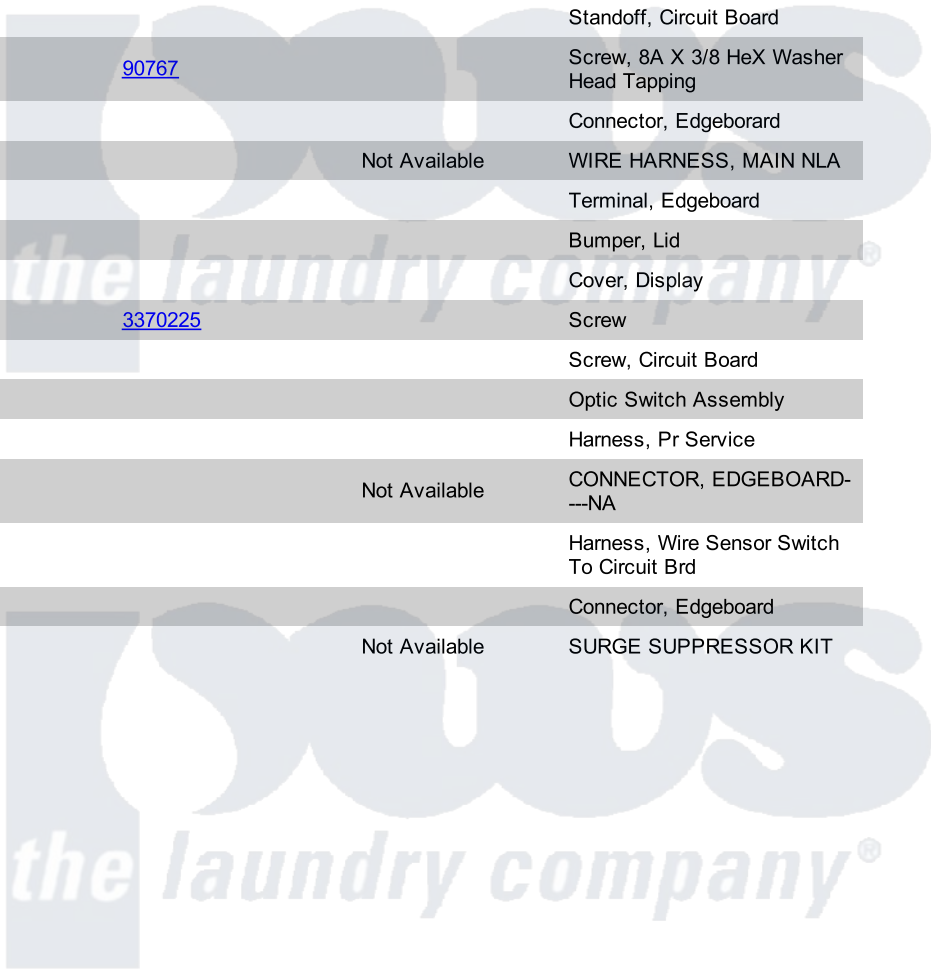 Standoff, Circuit Board
90767
Screw, 8A X 3/8 HeX Washer
Head Tapping
Connector, Edgeborard
Not Available WIRE HARNESS, MAIN NLA
Terminal, Edgeboard
Bumper, Lid
the laundry company®
Cover, Display
3370225 Screw
Screw, Circuit Board
Optic Switch Assembly
Harness, Pr Service
Not Available
CONNECTOR, EDGEBOARD-
---NA
Harness, Wire Sensor Switch
To Circuit Brd
Connector, Edgeboard
pws
Not Available SURGE SUPPRESSOR KIT
the laundry company®